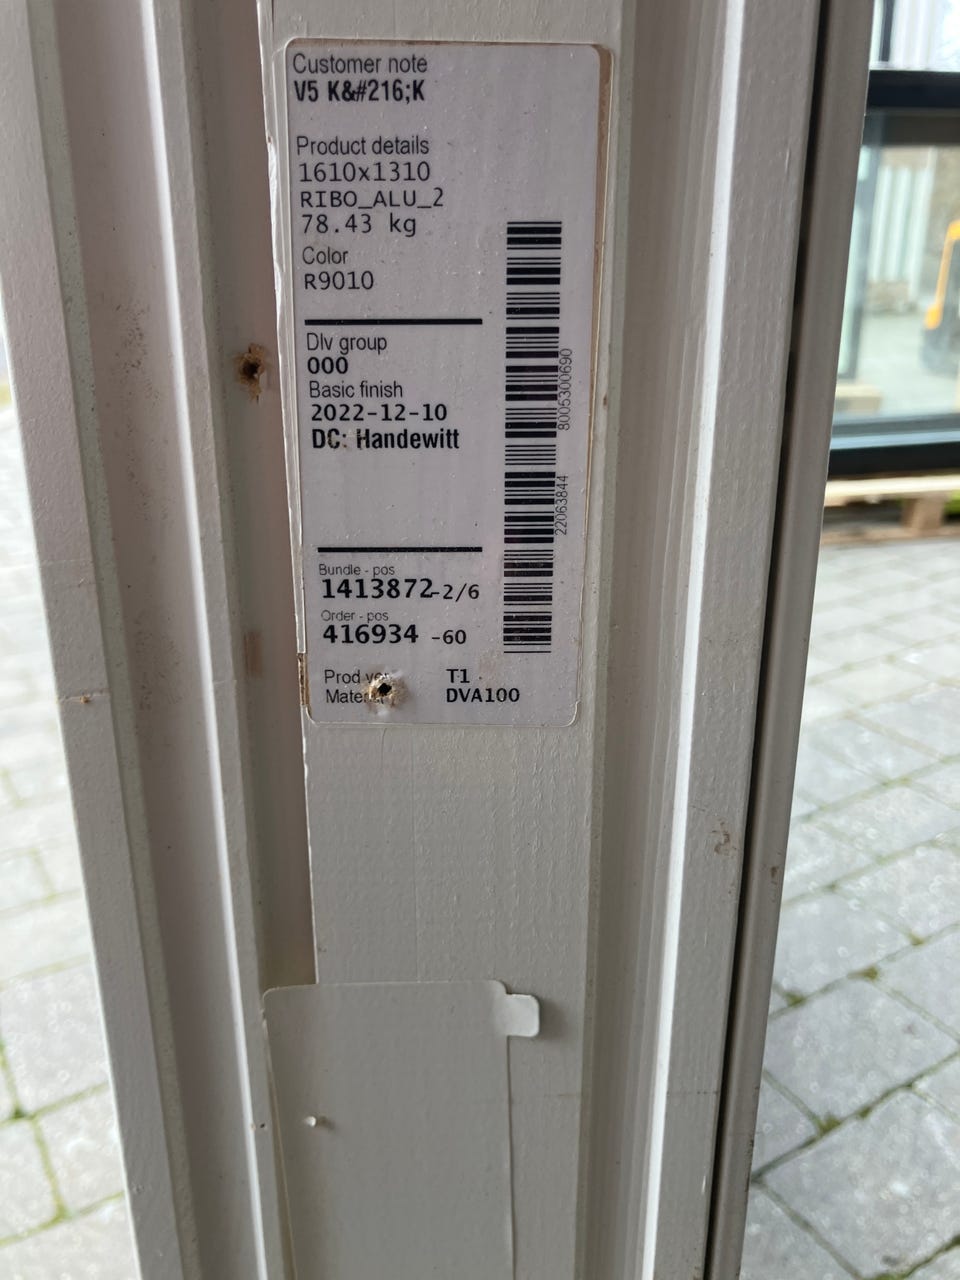 Customer note
V5 K&#216;K
Product details
1610x1310
RIBO_ALU_2
78.43 kg
Color
R9010
Dlv group
000
Basic finish
2022-12-10
DC: Handewitt
8005300690
22063844
Bundle - pos
1413872-2/6
Order - pos
416934 -60
Prod T1
DVA100